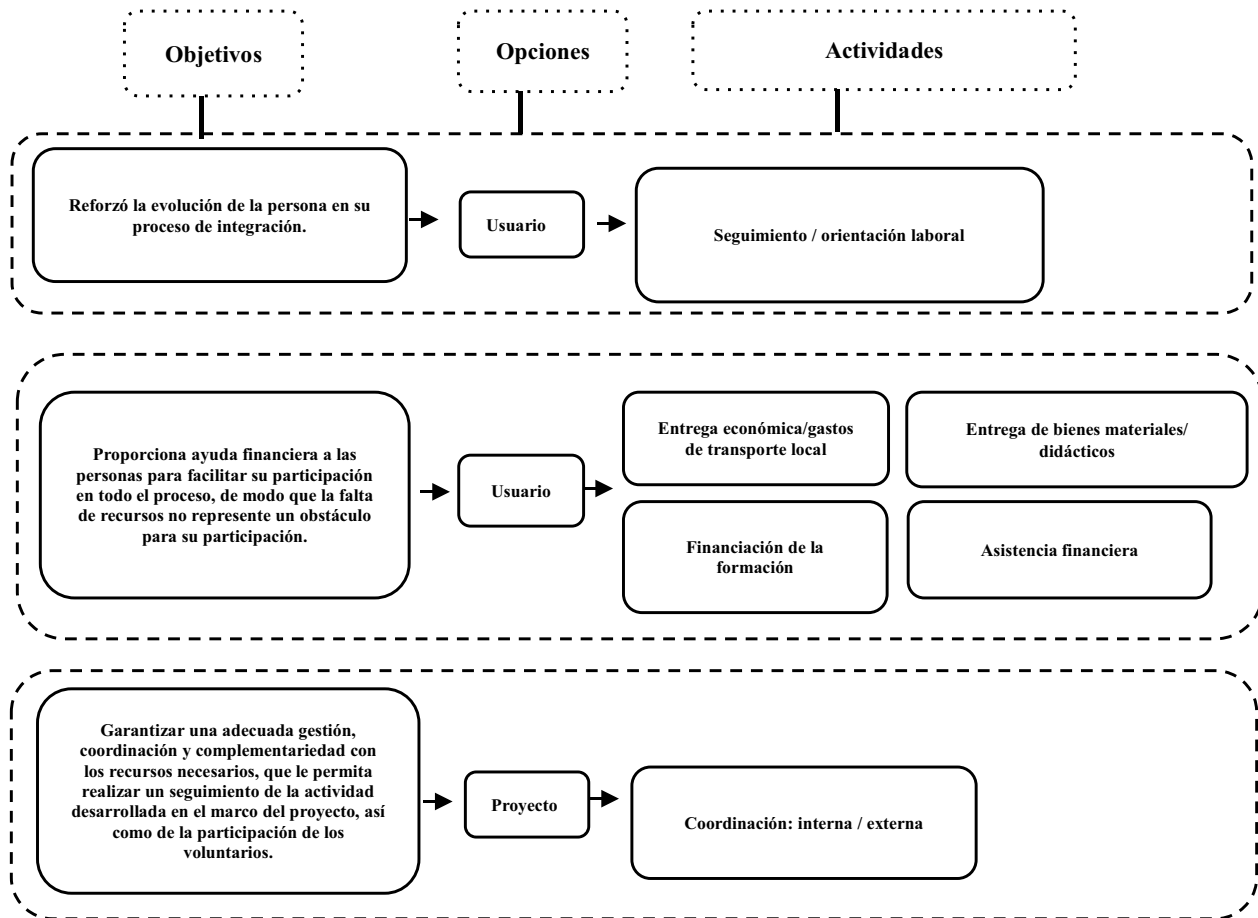 Objetivos
Opciones
Actividades
Reforzó la evolución de la persona en su
proceso de integración.
Usuario
Seguimiento / orientación laboral
Proporciona ayuda financiera a las
personas para facilitar su participación
en todo el proceso, de modo que la falta
de recursos no represente un obstáculo
para su participación.
Usuario
Entrega económica/gastos
de transporte local
Entrega de bienes materiales/
didácticos
Financiación de la
formación
Asistencia financiera
Garantizar una adecuada gestión,
coordinación y complementariedad con
los recursos necesarios, que le permita
realizar un seguimiento de la actividad
desarrollada en el marco del proyecto, así
como de la participación de los
voluntarios.
Proyecto
Coordinación: interna / externa